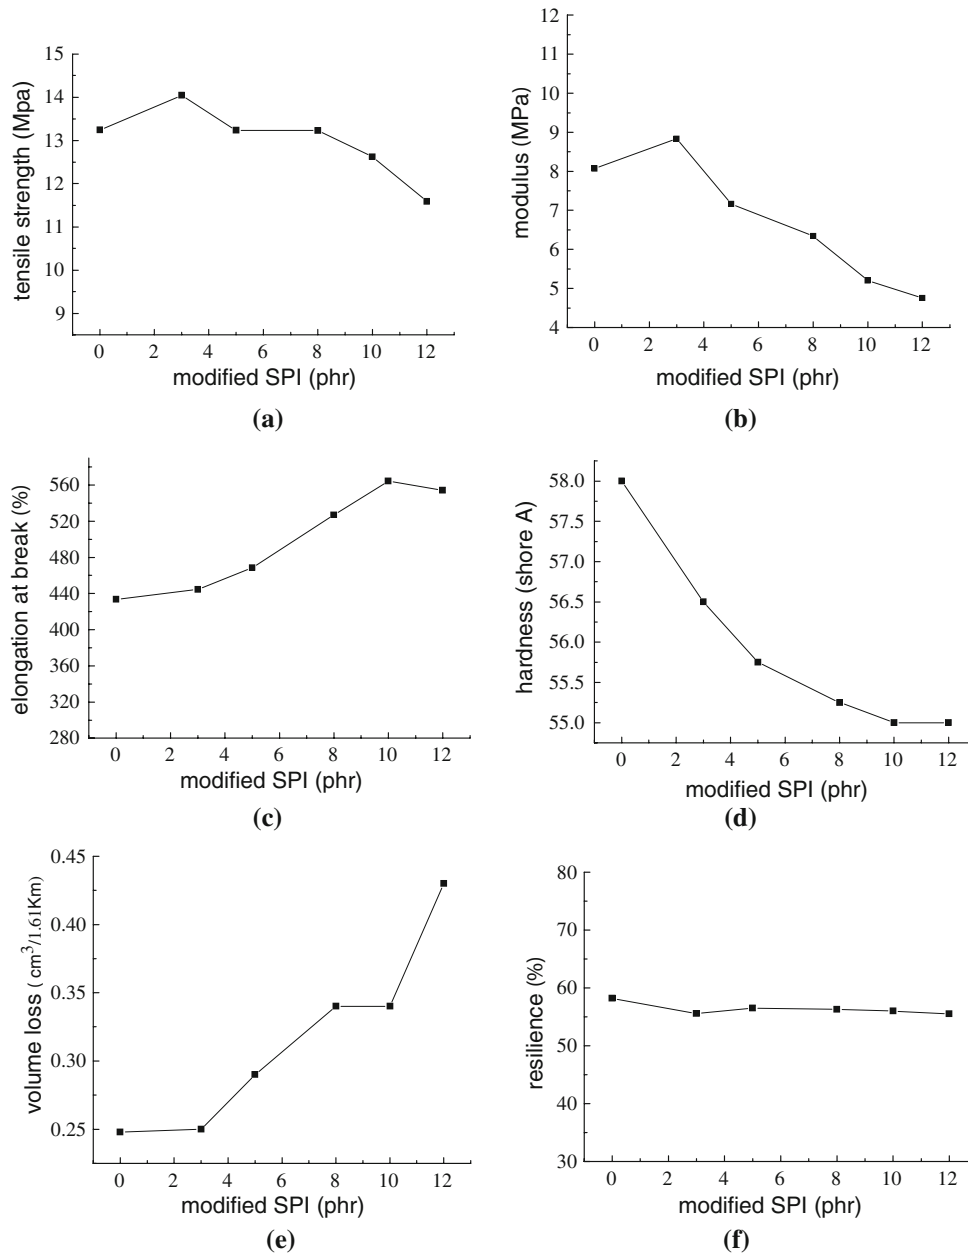 15
14
13
12
11
10
9
tensile strength (Mpa)
0 2 4 6 8 10 12
modified SPI (phr)
(a)
12
11
10
9
8
7
6
5
4
modulus (MPa)
0 2 4 6 8 10 12
modified SPI (phr)
(b)
560
520
480
440
400
360
320
280
elongation at break (%)
0 2 4 6 8 10 12
modified SPI (phr)
(c)
58.0
57.5
57.0
56.5
56.0
55.5
55.0
hardness (shore A)
0 2 4 6 8 10 12
modified SPI (phr)
(d)
0.45
0.40
0.35
0.30
0.25
volume loss ( cm³/1.61Km)
0 2 4 6 8 10 12
modified SPI (phr)
(e)
80
70
60
50
40
30
resilience (%)
0 2 4 6 8 10 12
modified SPI (phr)
(f)